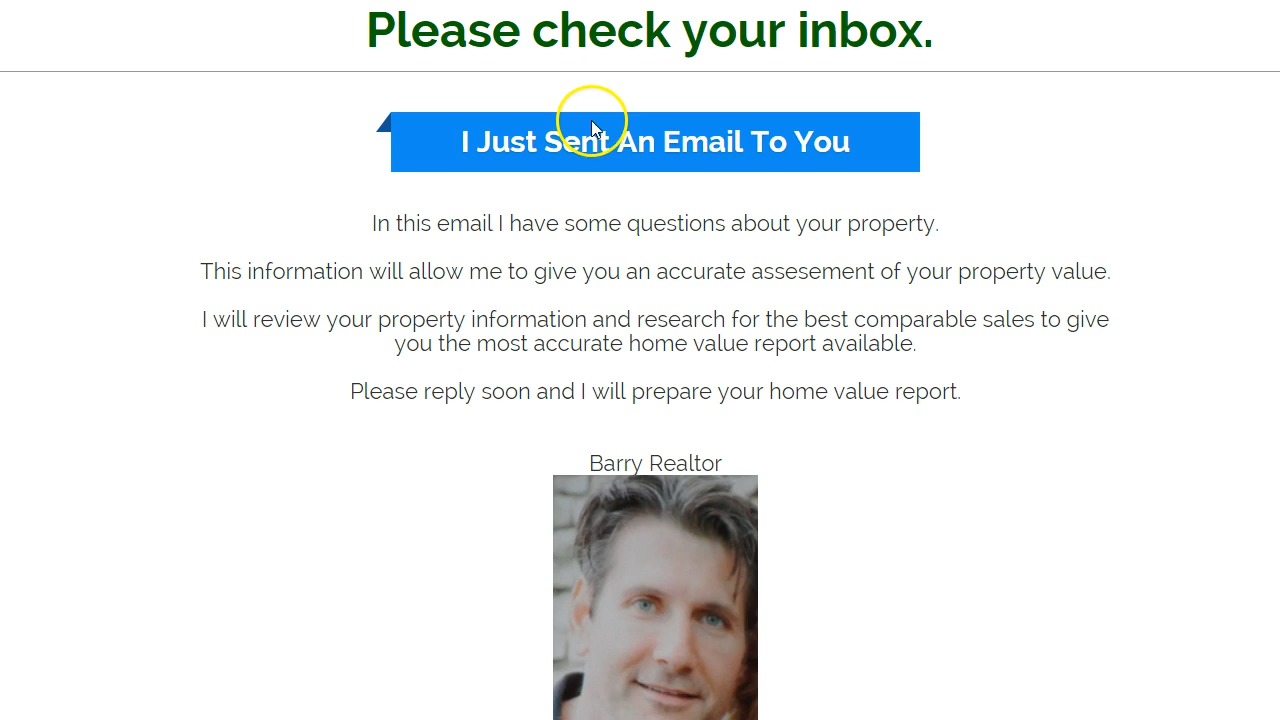 Please check your inbox.
I Just Sent An Email To You
In this email I have some questions about your property.
This information will allow me to give you an accurate assesement of your property value.
I will review your property information and research for the best comparable sales to give
you the most accurate home value report available.
Please reply soon and I will prepare your home value report.
Barry Realtor